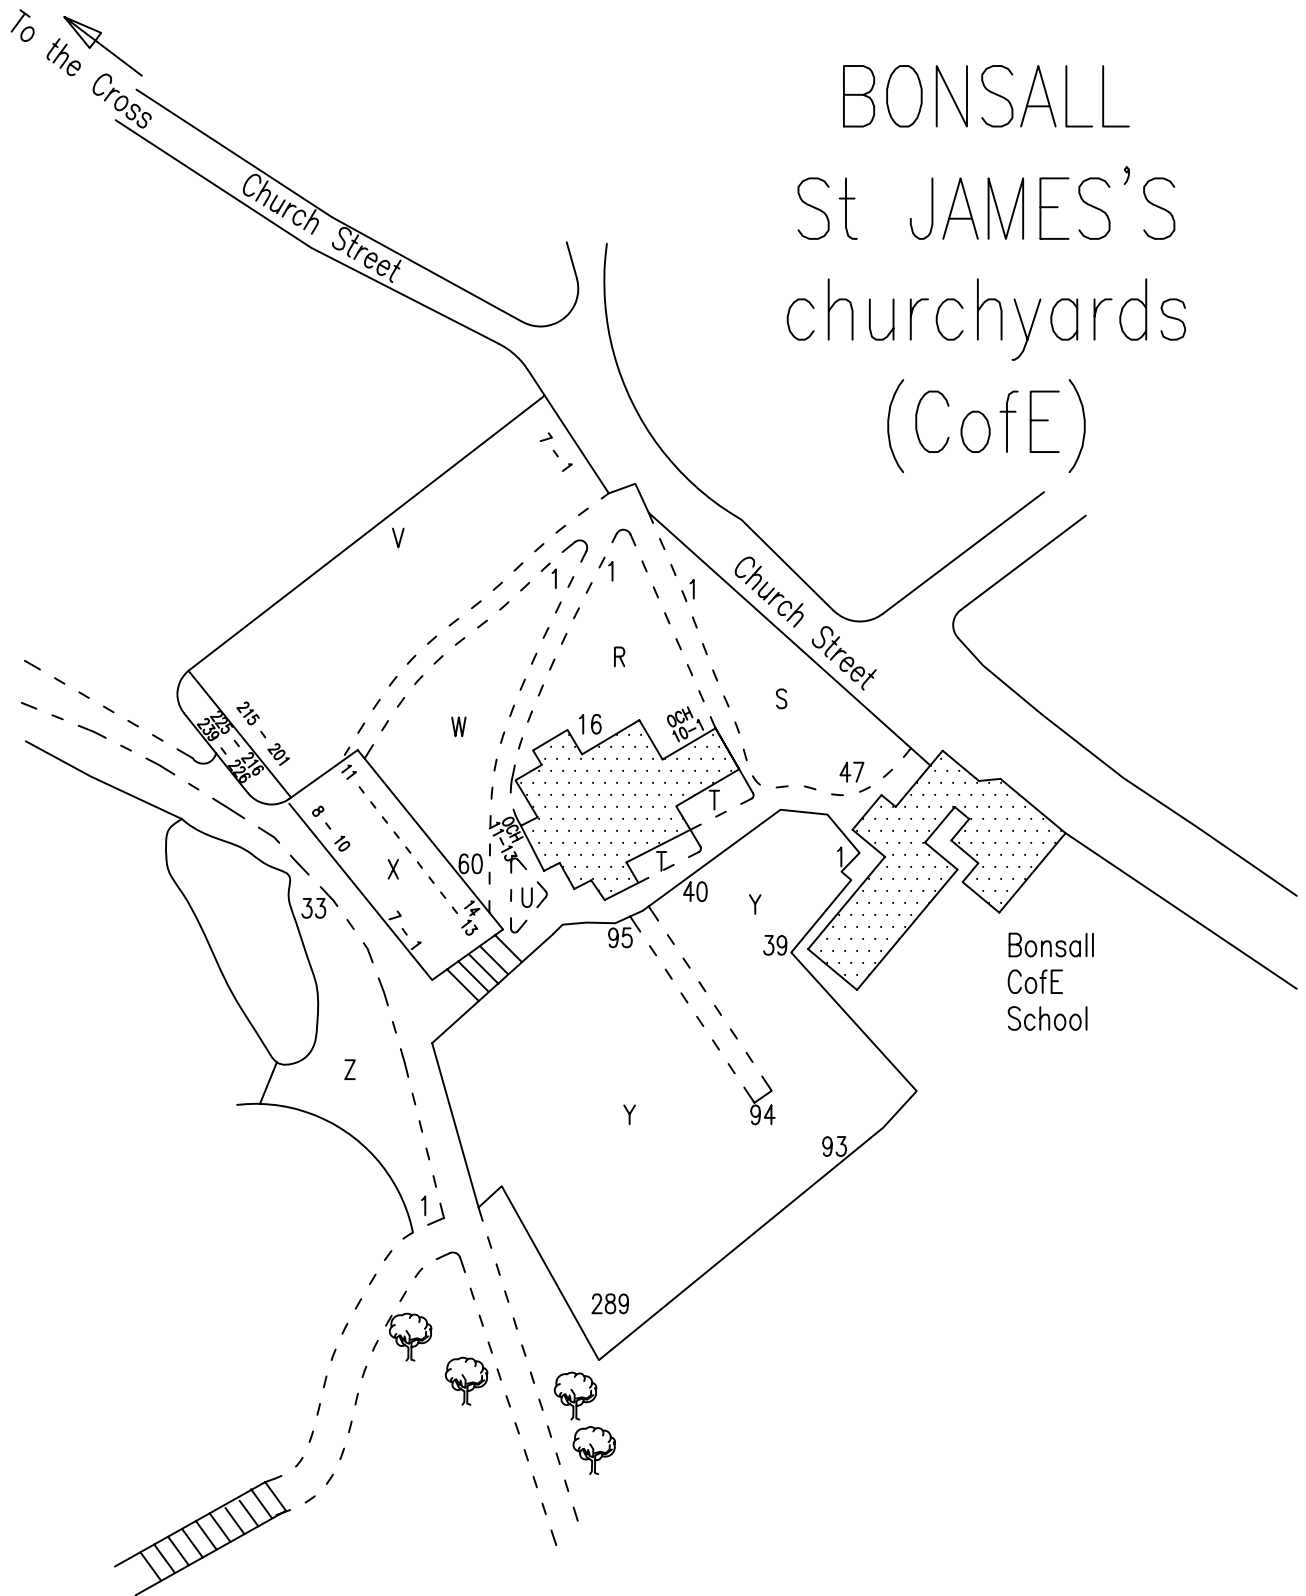 To the Cross
BONSALL
St JAMES'S
churchyards
(CofE)
Church Street
7 - 1
V
1
1
1
Church Street
R
S
W
16
OCH
10-1
215 - 201
225 - 216
239 - 226
11
8 - 10
47
T
OCH
11-13
X
60
T
1
U
40
Y
33
14
13
7 - 1
95
39
Bonsall
CofE
School
Z
Y
94
93
1
289